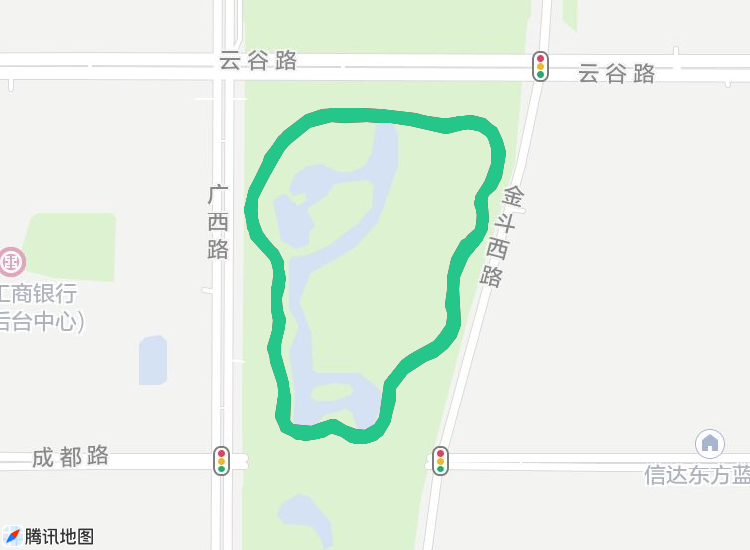 云谷路
云谷路
广西路
金斗西路
工商银行
后台中心)
成都路
信达东方蓝
腾讯地图